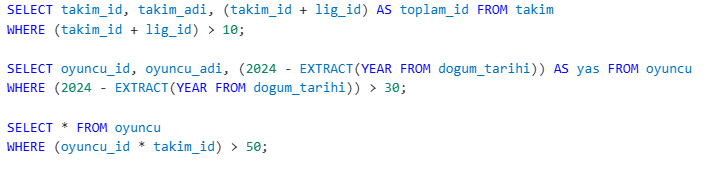 SELECT takim_id, takim_adi, (takim_id + lig_id) AS toplam_id FROM takim
WHERE (takim_id + lig_id) > 10;
SELECT oyuncu_id, oyuncu_adi, (2024 - EXTRACT(YEAR FROM dogum_tarihi)) AS yas FROM oyuncu
WHERE (2024 - EXTRACT(YEAR FROM dogum_tarihi)) > 30;
SELECT * FROM oyuncu
WHERE (oyuncu_id * takim_id) > 50;